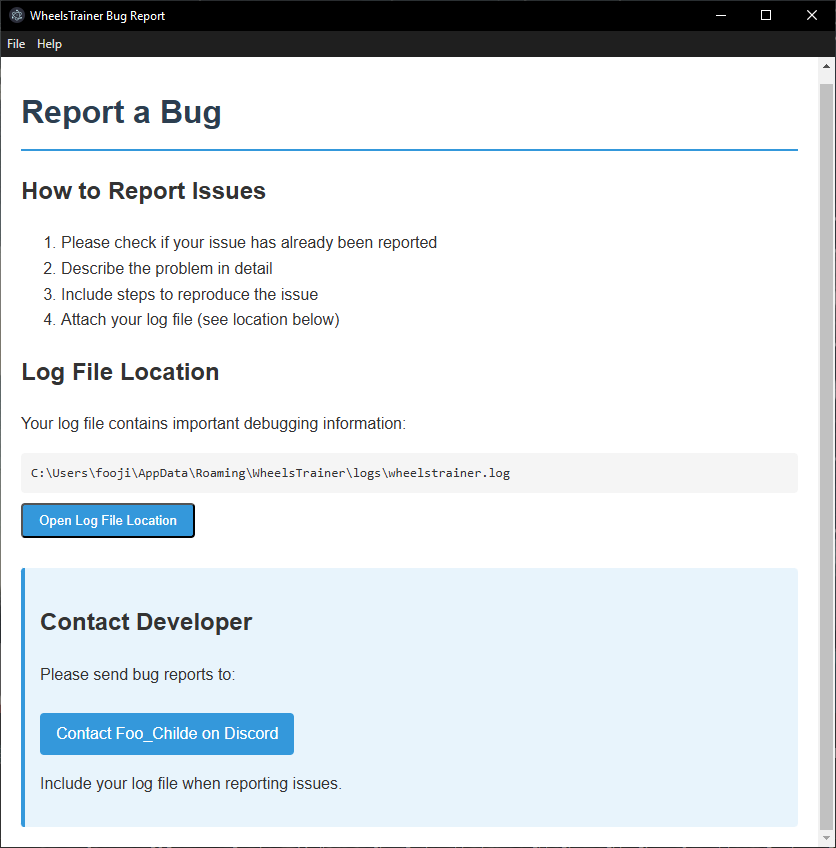 WheelsTrainer Bug Report
File Help
Report a Bug
How to Report Issues
1. Please check if your issue has already been reported
2. Describe the problem in detail
3. Include steps to reproduce the issue
4. Attach your log file (see location below)
Log File Location
Your log file contains important debugging information:
C:\Users\fooji\AppData\Roaming\WheelsTrainer\logs\wheelstrainer.log
Open Log File Location
Contact Developer
Please send bug reports to:
Contact Foo_Childe on Discord
Include your log file when reporting issues.